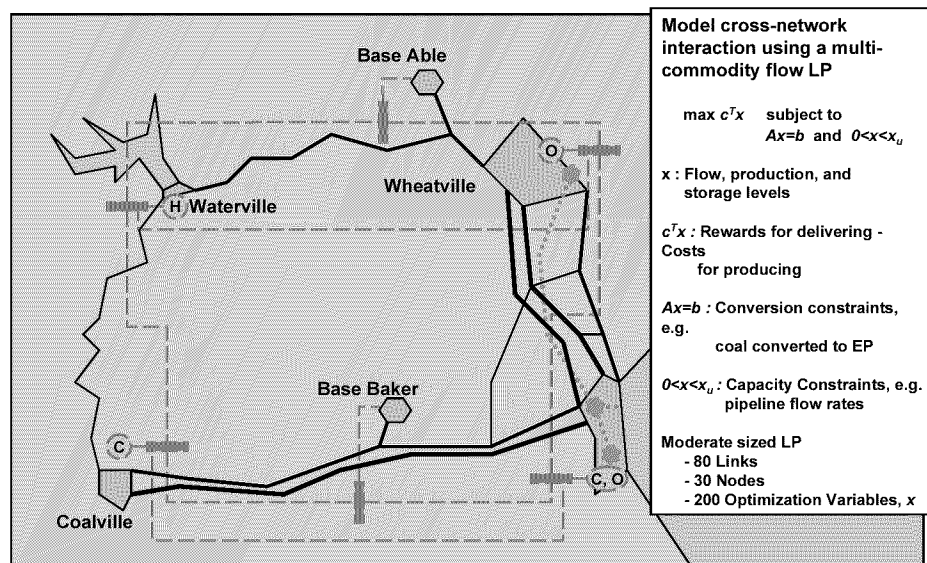 Base Able
O
Wheatville
H Waterville
Base Baker
C
C, O
Coalville
Model cross-network
interaction using a multi-
commodity flow LP
max cᵀx subject to
Ax=b and 0<x<xᵤ
x : Flow, production, and
storage levels
cᵀx : Rewards for delivering -
Costs
for producing
Ax=b : Conversion constraints,
e.g.
coal converted to EP
0<x<xᵤ : Capacity Constraints, e.g.
pipeline flow rates
Moderate sized LP
- 80 Links
- 30 Nodes
- 200 Optimization Variables, x